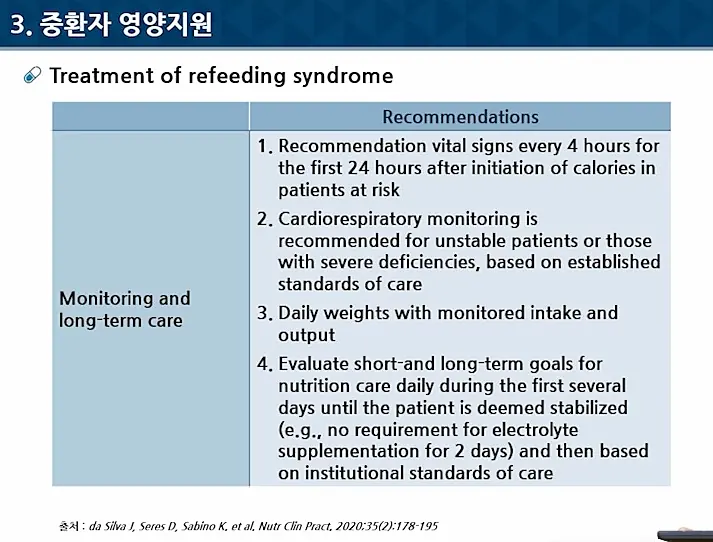 3. 중환자 영양지원
Treatment of refeeding syndrome
Recommendations
Monitoring and
long-term care
1. Recommendation vital signs every 4 hours for
the first 24 hours after initiation of calories in
patients at risk
2. Cardiorespiratory monitoring is
recommended for unstable patients or those
with severe deficiencies, based on established
standards of care
3. Daily weights with monitored intake and
output
4. Evaluate short-and long-term goals for
nutrition care daily during the first several
days until the patient is deemed stabilized
(e.g., no requirement for electrolyte
supplementation for 2 days) and then based
on institutional standards of care
출처 : da Silva J, Seres D, Sabino K. et al. Nutr Clin Pract. 2020;35(2):178-195